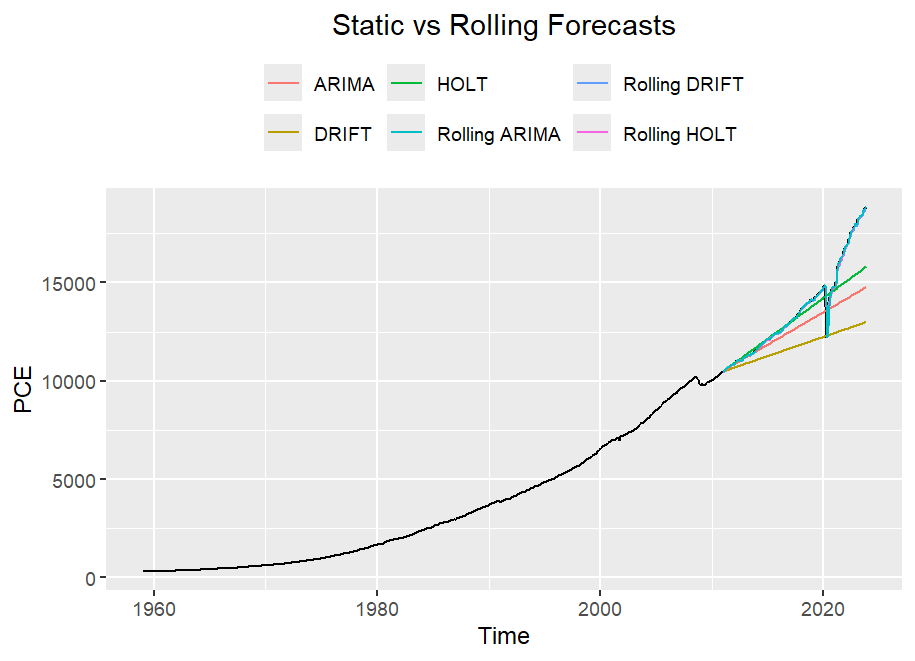 Static vs Rolling Forecasts
ARIMA HOLT Rolling DRIFT
DRIFT Rolling ARIMA Rolling HOLT
15000
10000
5000
0
PCE
1960 1980 2000 2020
Time